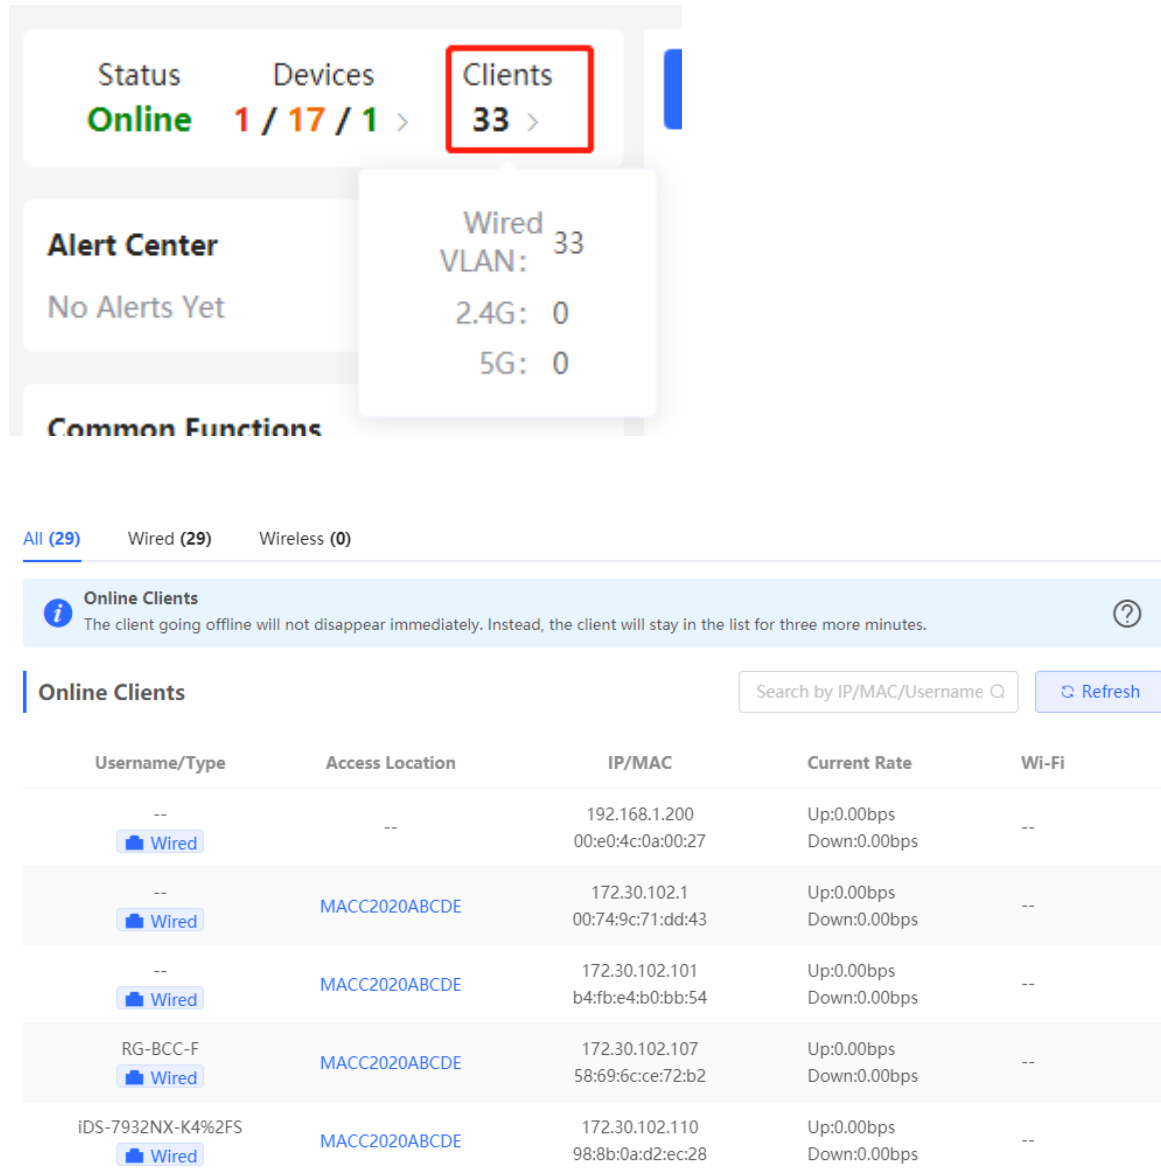 Status Devices Clients
Online 1 / 17 / 1 > 33 >
Wired VLAN: 33
2.4G: 0
5G: 0
Alert Center
No Alerts Yet
Common Functions
All (29) Wired (29) Wireless (0)
Online Clients
The client going offline will not disappear immediately. Instead, the client will stay in the list for three more minutes.
Online Clients Search by IP/MAC/Username Refresh
Username/Type Access Location IP/MAC Current Rate Wi-Fi
-- 192.168.1.200 Up:0.00bps
Wired -- 00:e0:4c:0a:00:27 Down:0.00bps --
-- 172.30.102.1 Up:0.00bps
Wired MACC2020ABCDE 00:74:9c:71:dd:43 Down:0.00bps --
-- 172.30.102.101 Up:0.00bps
Wired MACC2020ABCDE b4:fb:e4:b0:bb:54 Down:0.00bps --
RG-BCC-F 172.30.102.107 Up:0.00bps
Wired MACC2020ABCDE 58:69:6c:ce:72:b2 Down:0.00bps --
iDS-7932NX-K4%2FS 172.30.102.110 Up:0.00bps
Wired MACC2020ABCDE 98:8b:0a:d2:ec:28 Down:0.00bps --